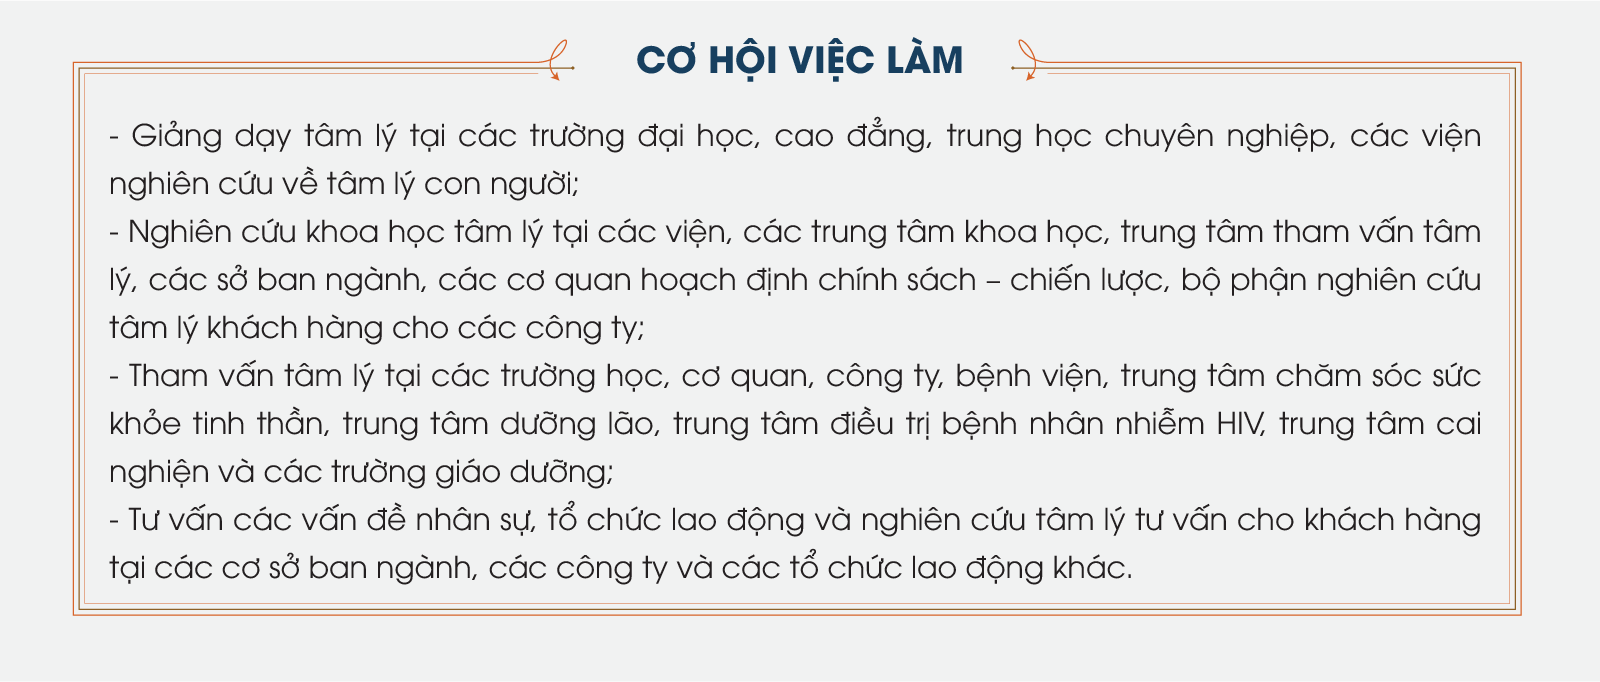 CƠ HỘI VIỆC LÀM
- Giảng dạy tâm lý tại các trường đại học, cao đẳng, trung học chuyên nghiệp, các viện
nghiên cứu về tâm lý con người;
- Nghiên cứu khoa học tâm lý tại các viện, các trung tâm khoa học, trung tâm tham vấn tâm
lý, các sở ban ngành, các cơ quan hoạch định chính sách – chiến lược, bộ phận nghiên cứu
tâm lý khách hàng cho các công ty;
- Tham vấn tâm lý tại các trường học, cơ quan, công ty, bệnh viện, trung tâm chăm sóc sức
khỏe tinh thần, trung tâm dưỡng lão, trung tâm điều trị bệnh nhân nhiễm HIV, trung tâm cai
nghiện và các trường giáo dưỡng;
- Tư vấn các vấn đề nhân sự, tổ chức lao động và nghiên cứu tâm lý tư vấn cho khách hàng
tại các cơ sở ban ngành, các công ty và các tổ chức lao động khác.